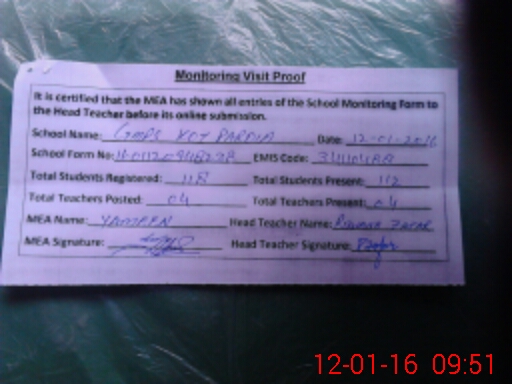 Monitoring Visit Proof
It is certified that the MEA has shown all entries of the School Monitoring Form to
the Head Teacher before its online submission.
School Name: GMPS KOT Date: 12-01-2016
School Form No: EMIS Code:
Total Students Registered: 118 Total Students Present: 112
Total Teachers Posted: 04 Total Teachers Present: 04
MEA Name: Head Teacher Name:
MEA Signature: Head Teacher Signature:
12-01-16 09:51